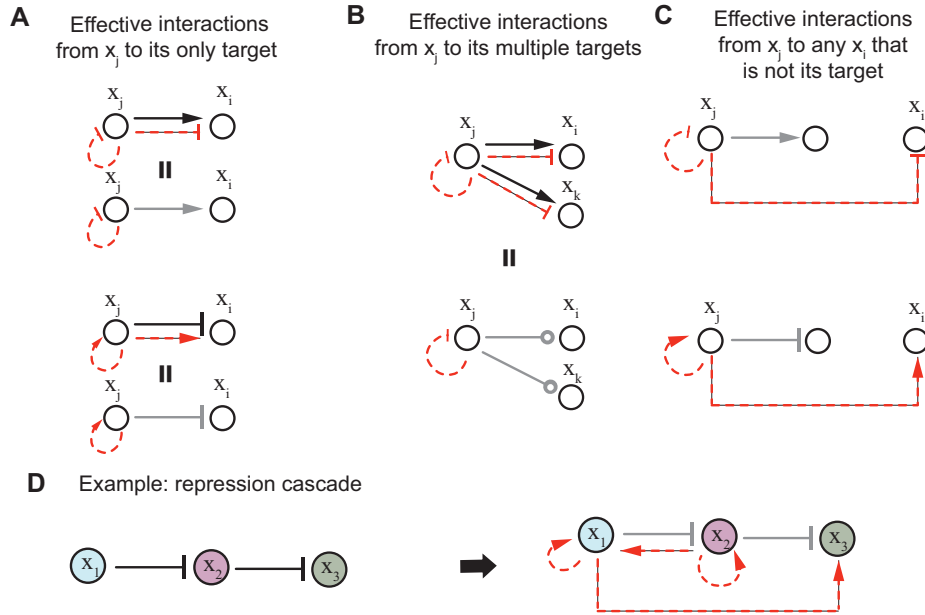 A
Effective interactions
from xj to its only target
xj
xi
=
xj
xi
xj
xi
=
xj
xi
B
Effective interactions
from xj to its multiple targets
xj
xi
xk
=
xj
xi
xk
C
Effective interactions
from xj to any xi that
is not its target
xj
xi
xj
xi
D Example: repression cascade
x1 x2 x3
x1 x2 x3